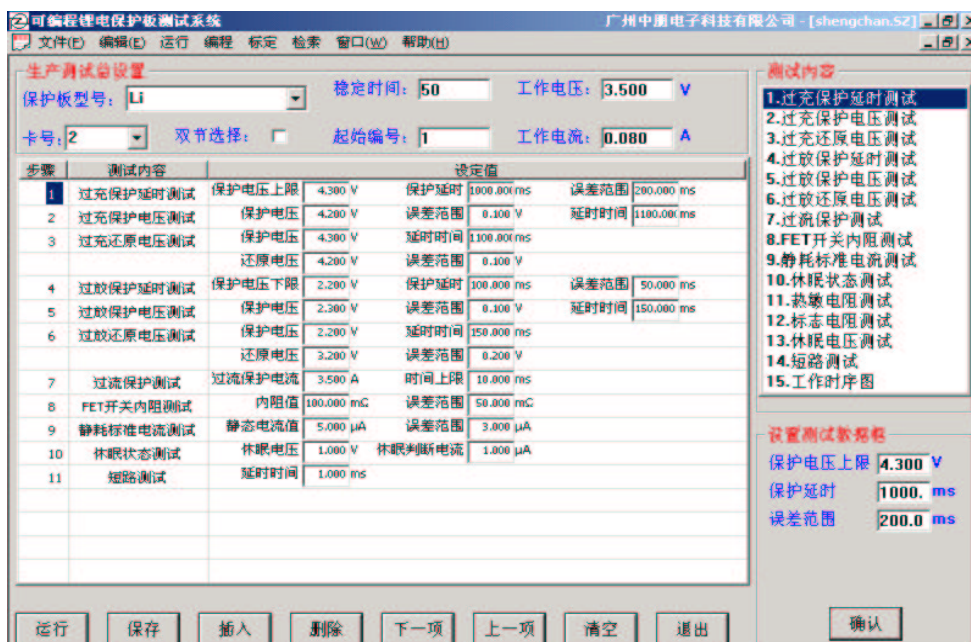 可编程锂电保护板测试系统 广州中朋电子科技有限公司 - [shengchan.SZ]
文件(F) 编辑(E) 运行 编程 标定 检索 窗口(W) 帮助(H)
生产测试总设置
保护板型号: Li 稳定时间: 50 工作电压: 3.500 V
卡号: 2 双节选择: 起始编号: 1 工作电流: 0.080 A
步骤 测试内容 设定值
1 过充保护延时测试 保护电压上限 4.300 V 保护延时 1000.00( ms 误差范围 200.000 ms
2 过充保护电压测试 保护电压 4.200 V 误差范围 0.100 V 延时时间 1100.00( ms
3 过充还原电压测试 保护电压 4.300 V 延时时间 1100.00( ms
还原电压 4.200 V 误差范围 0.100 V
4 过放保护延时测试 保护电压下限 2.200 V 保护延时 100.000 ms 误差范围 50.000 ms
5 过放保护电压测试 保护电压 2.300 V 误差范围 0.100 V 延时时间 150.000 ms
6 过放还原电压测试 保护电压 2.200 V 延时时间 150.000 ms
还原电压 3.200 V 误差范围 0.200 V
7 过流保护测试 过流保护电流 3.500 A 时间上限 10.000 ms
8 FET开关内阻测试 内阻值 100.000 mΩ 误差范围 50.000 mΩ
9 静耗标准电流测试 静态电流值 5.000 μA 误差范围 3.000 μA
10 休眠状态测试 休眠电压 1.000 V 休眠判断电流 1.000 μA
11 短路测试 延时时间 1.000 ms
测试内容
1.过充保护延时测试
2.过充保护电压测试
3.过充还原电压测试
4.过放保护延时测试
5.过放保护电压测试
6.过放还原电压测试
7.过流保护测试
8.FET开关内阻测试
9.静耗标准电流测试
10.休眠状态测试
11.热敏电阻测试
12.标志电阻测试
13.休眠电压测试
14.短路测试
15.工作时序图
设置测试数据框
保护电压上限 4.300 V
保护延时 1000. ms
误差范围 200.0 ms
运行 保存 插入 删除 下一项 上一项 清空 退出 确认